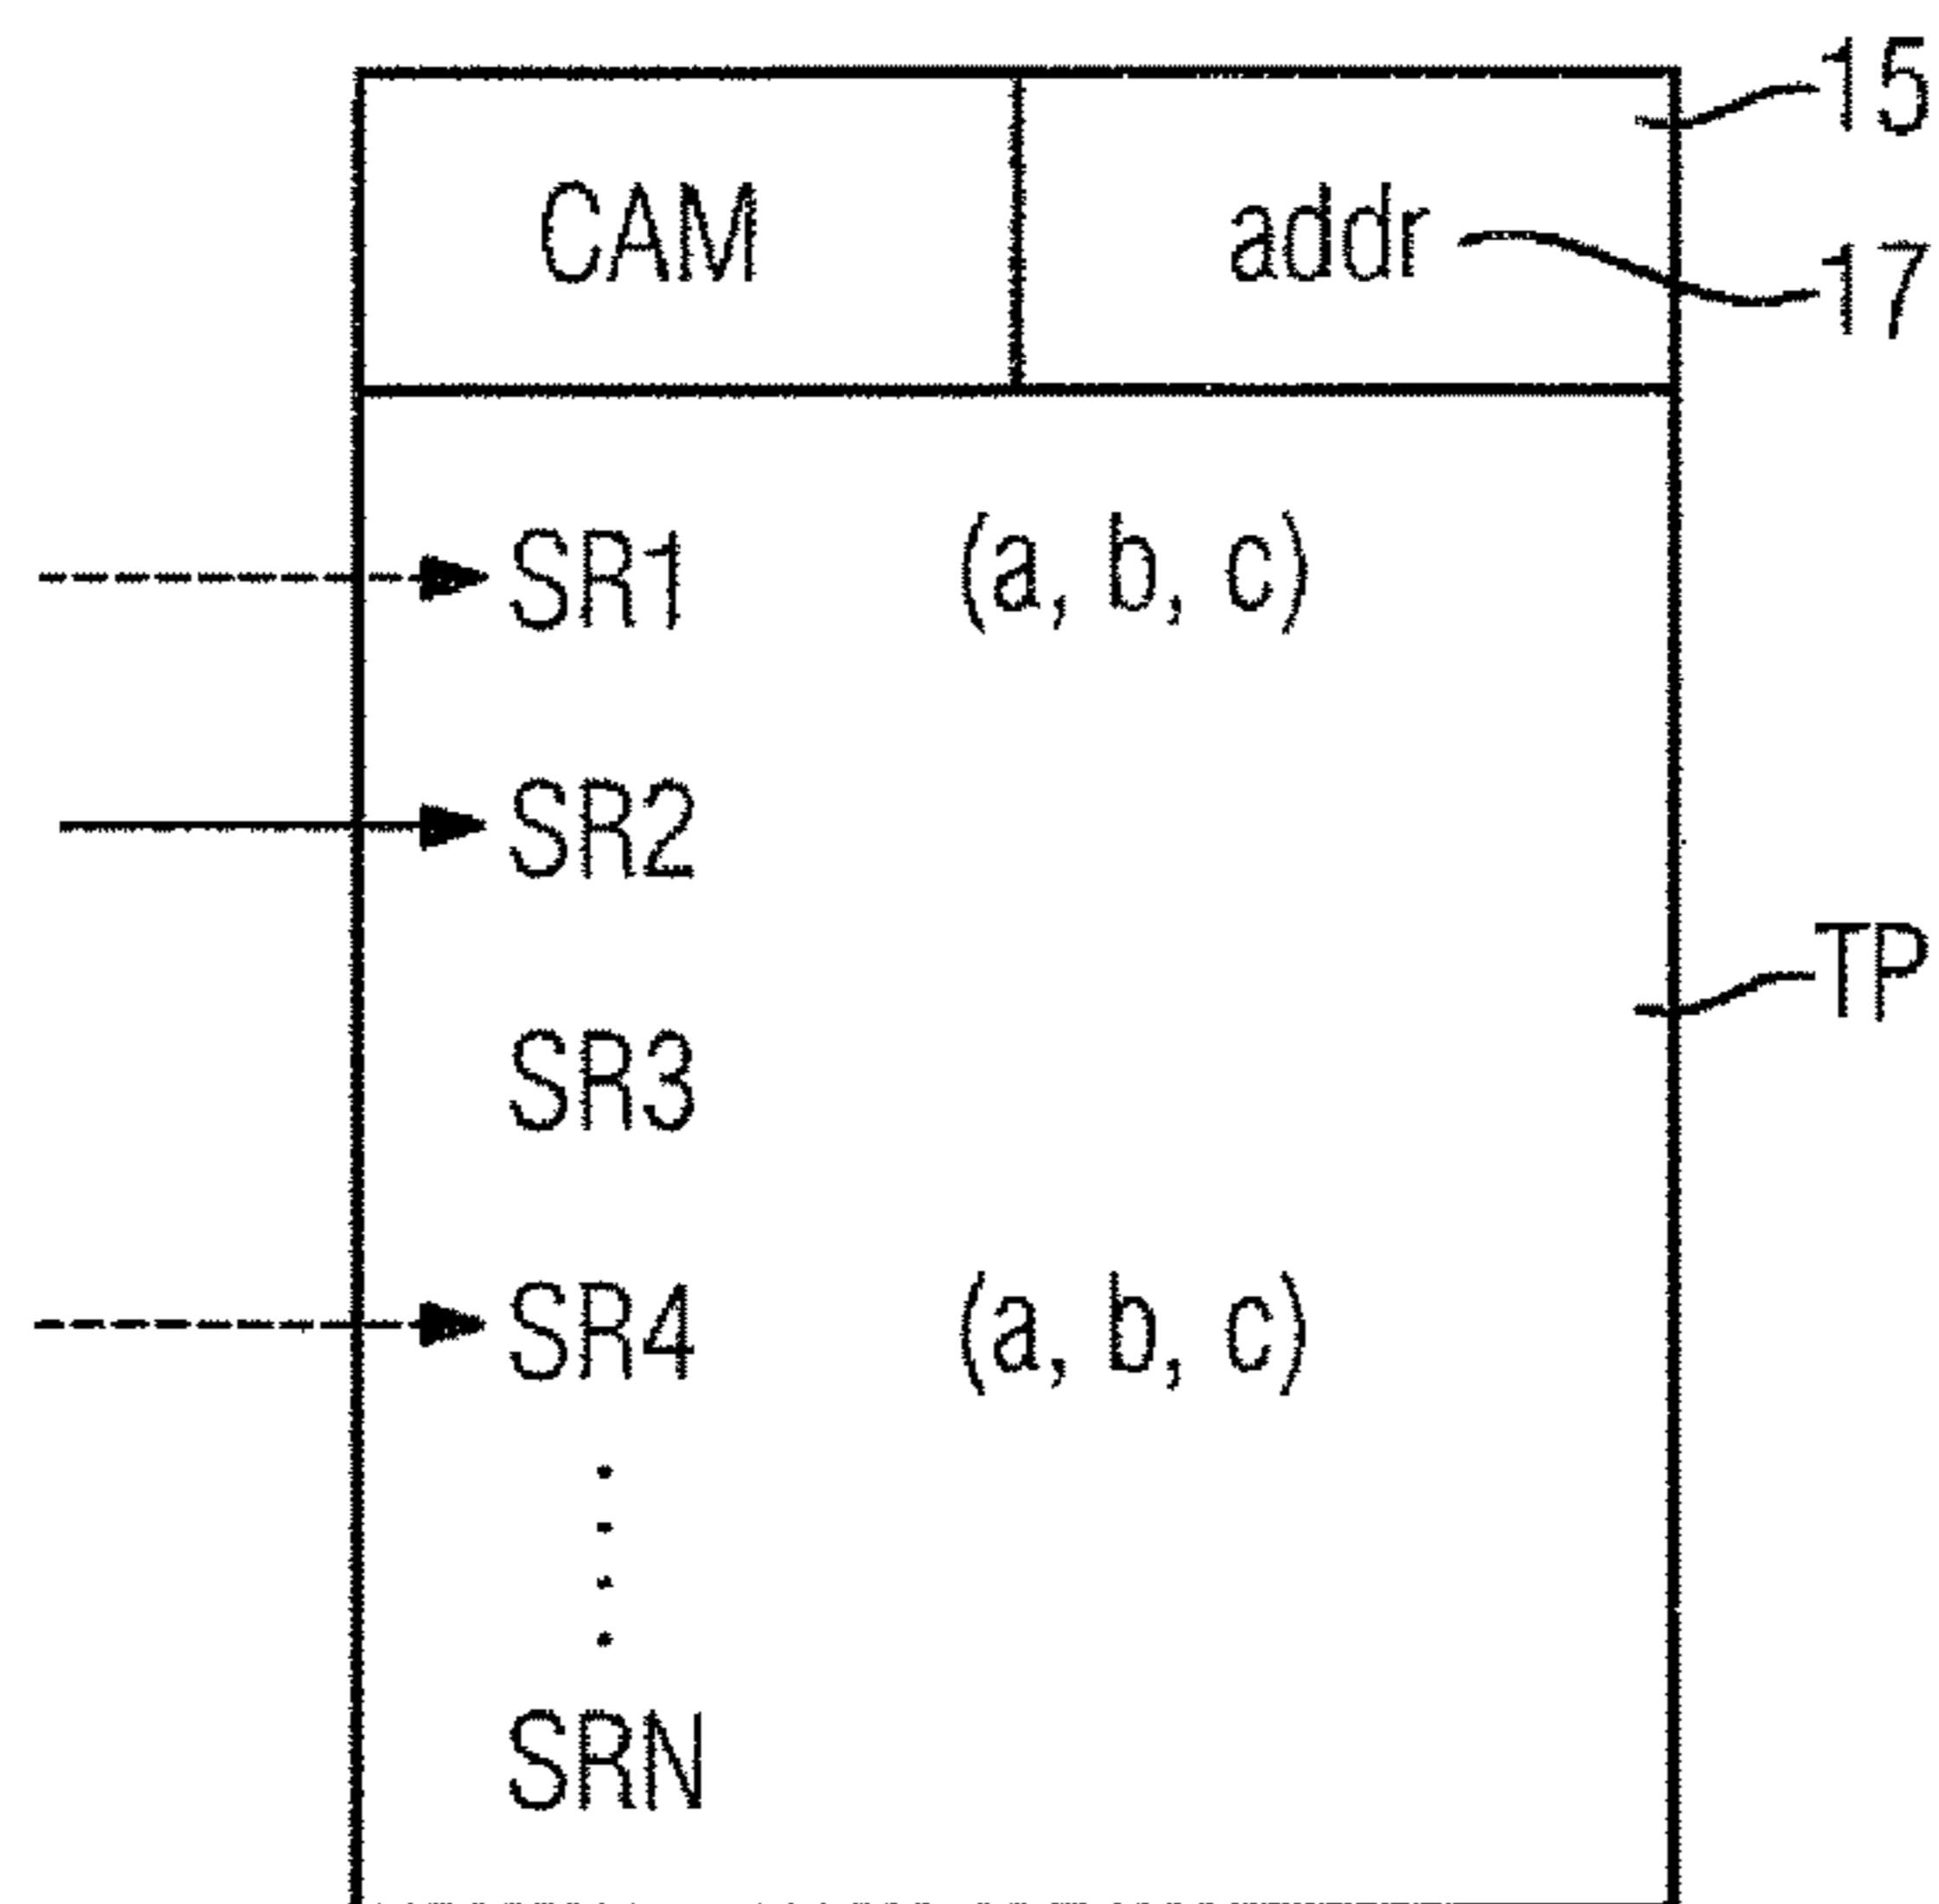 15
CAM addr
17
SR1 (a, b, c)
SR2
TP
SR3
SR4 (a, b, c)
SRN